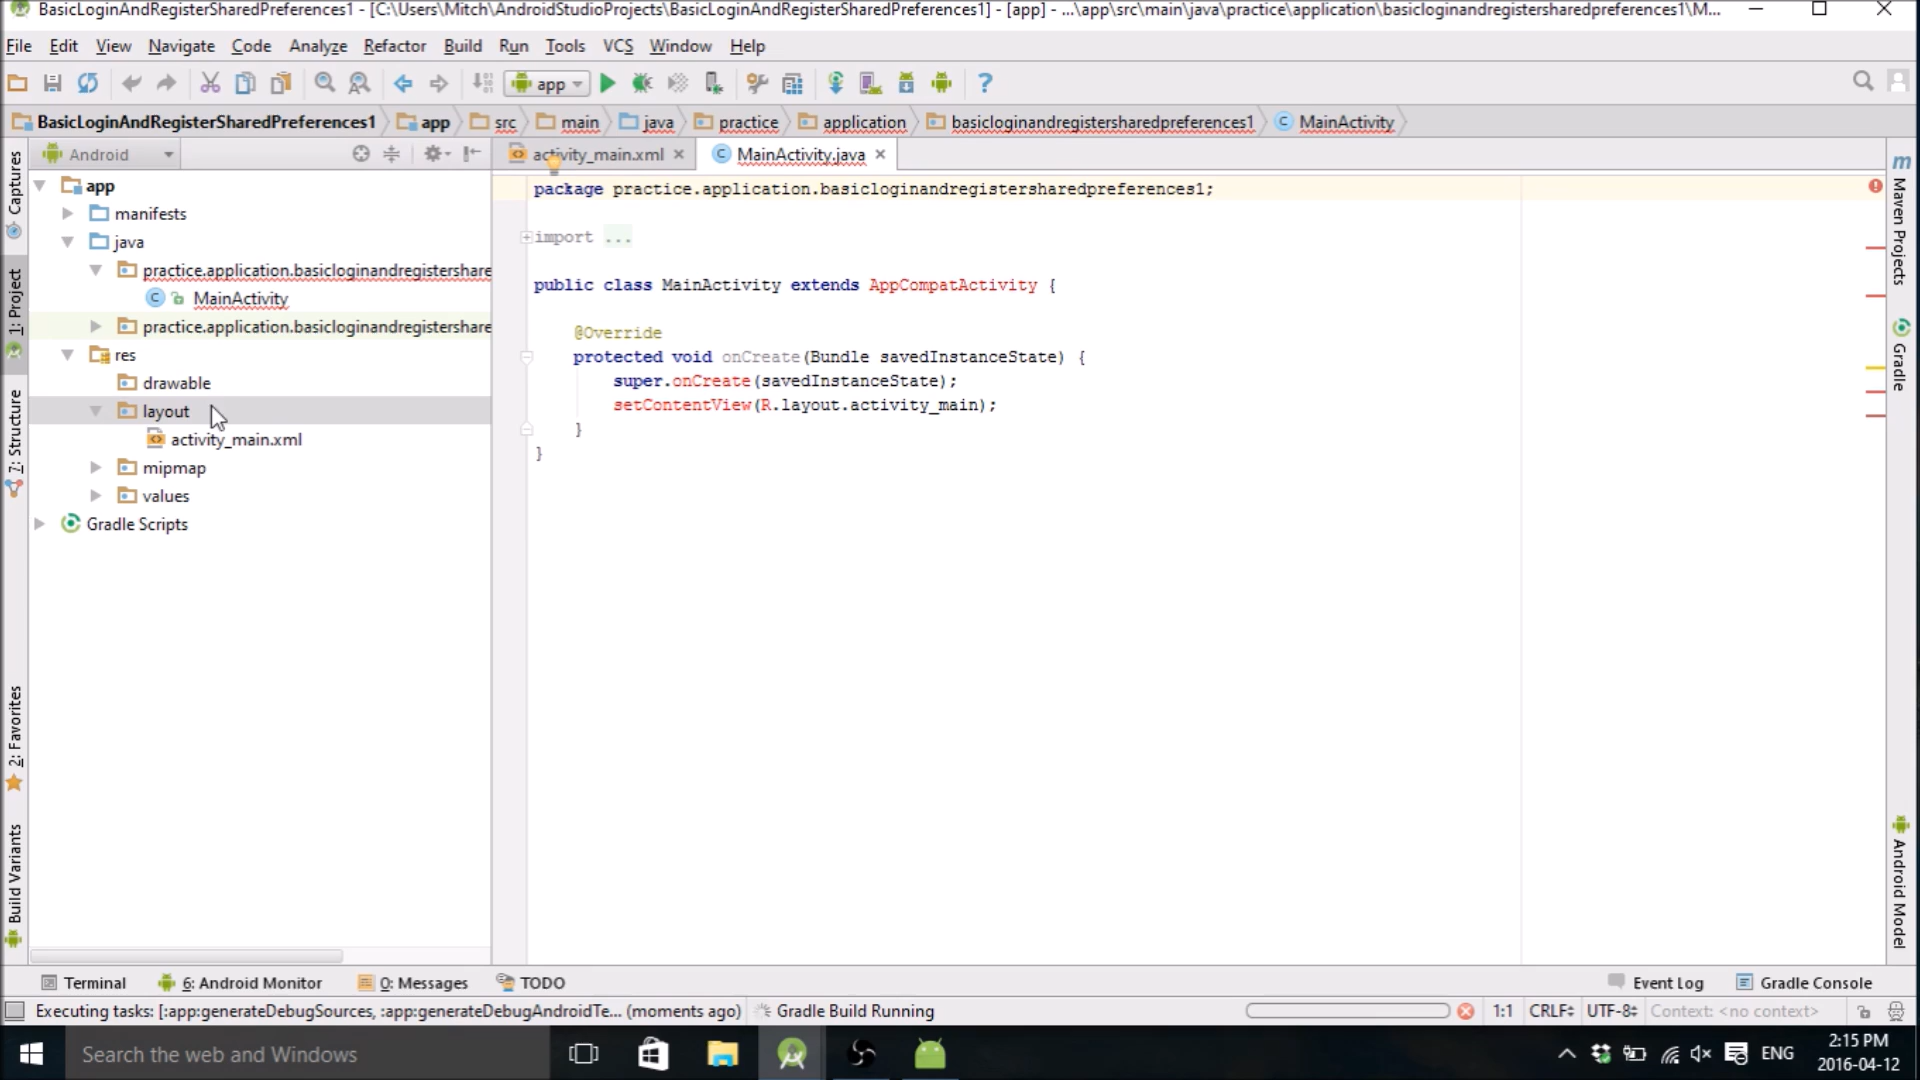 BasicLoginAndRegisterSharedPreferences1 - [C:\Users\Mitch\AndroidStudioProjects\BasicLoginAndRegisterSharedPreferences1] - [app] - ...\app\src\main\java\practice\application\basicloginandregistersharedpreferences1\M...
File Edit View Navigate Code Analyze Refactor Build Run Tools VCS Window Help
app
BasicLoginAndRegisterSharedPreferences1 app src main java practice application basicloginandregistersharedpreferences1 MainActivity
Android
activity_main.xml MainActivity.java
Captures
1: Project
7: Structure
2: Favorites
Build Variants
app
manifests
java
practice.application.basicloginandregistershare
MainActivity
practice.application.basicloginandregistershare
res
drawable
layout
activity_main.xml
mipmap
values
Gradle Scripts
package practice.application.basicloginandregistersharedpreferences1;
import ...
public class MainActivity extends AppCompatActivity {
@Override
protected void onCreate(Bundle savedInstanceState) {
super.onCreate(savedInstanceState);
setContentView(R.layout.activity_main);
}
}
Maven Projects
Gradle
Android Model
Terminal 6: Android Monitor 0: Messages TODO Event Log Gradle Console
Executing tasks: [:app:generateDebugSources, :app:generateDebugAndroidTe... (moments ago) Gradle Build Running 1:1 CRLF UTF-8 Context: <no context>
Search the web and Windows
ENG
2:15 PM
2016-04-12